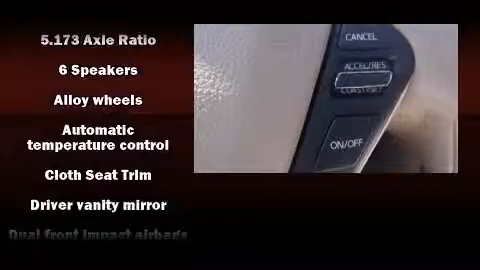 5.173 Axle Ratio
6 Speakers
Alloy wheels
Automatic
temperature control
Cloth Seat Trim
Driver vanity mirror
Dual front impact airbags
CANCEL
ACCEL/RES
COAST/SET
ON/OFF